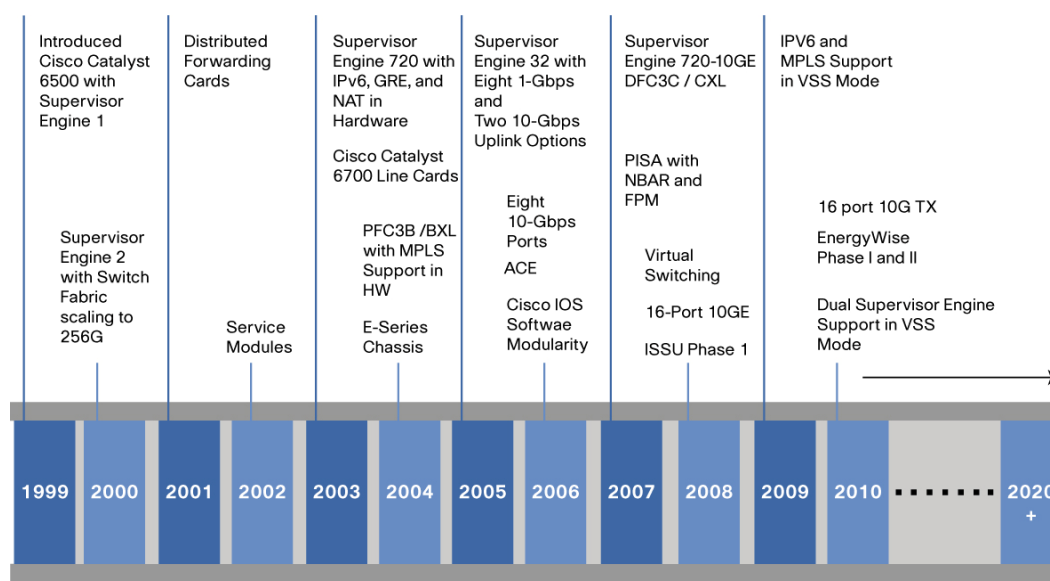 Introduced
Cisco Catalyst
6500 with
Supervisor
Engine 1
Supervisor
Engine 2
with Switch
Fabric
scaling to
256G
Distributed
Forwarding
Cards
Service
Modules
Supervisor
Engine 720 with
IPv6, GRE, and
NAT in
Hardware
Cisco Catalyst
6700 Line Cards
PFC3B /BXL
with MPLS
Support in
HW
E-Series
Chassis
Supervisor
Engine 32 with
Eight 1-Gbps
and
Two 10-Gbps
Uplink Options
Eight
10-Gbps
Ports
ACE
Cisco IOS
Softwae
Modularity
Supervisor
Engine 720-10GE
DFC3C / CXL
PISA with
NBAR and
FPM
Virtual
Switching
16-Port 10GE
ISSU Phase 1
IPV6 and
MPLS Support
in VSS Mode
16 port 10G TX
EnergyWise
Phase I and II
Dual Supervisor Engine
Support in VSS
Mode
1999
2000
2001
2002
2003
2004
2005
2006
2007
2008
2009
2010
2020
+